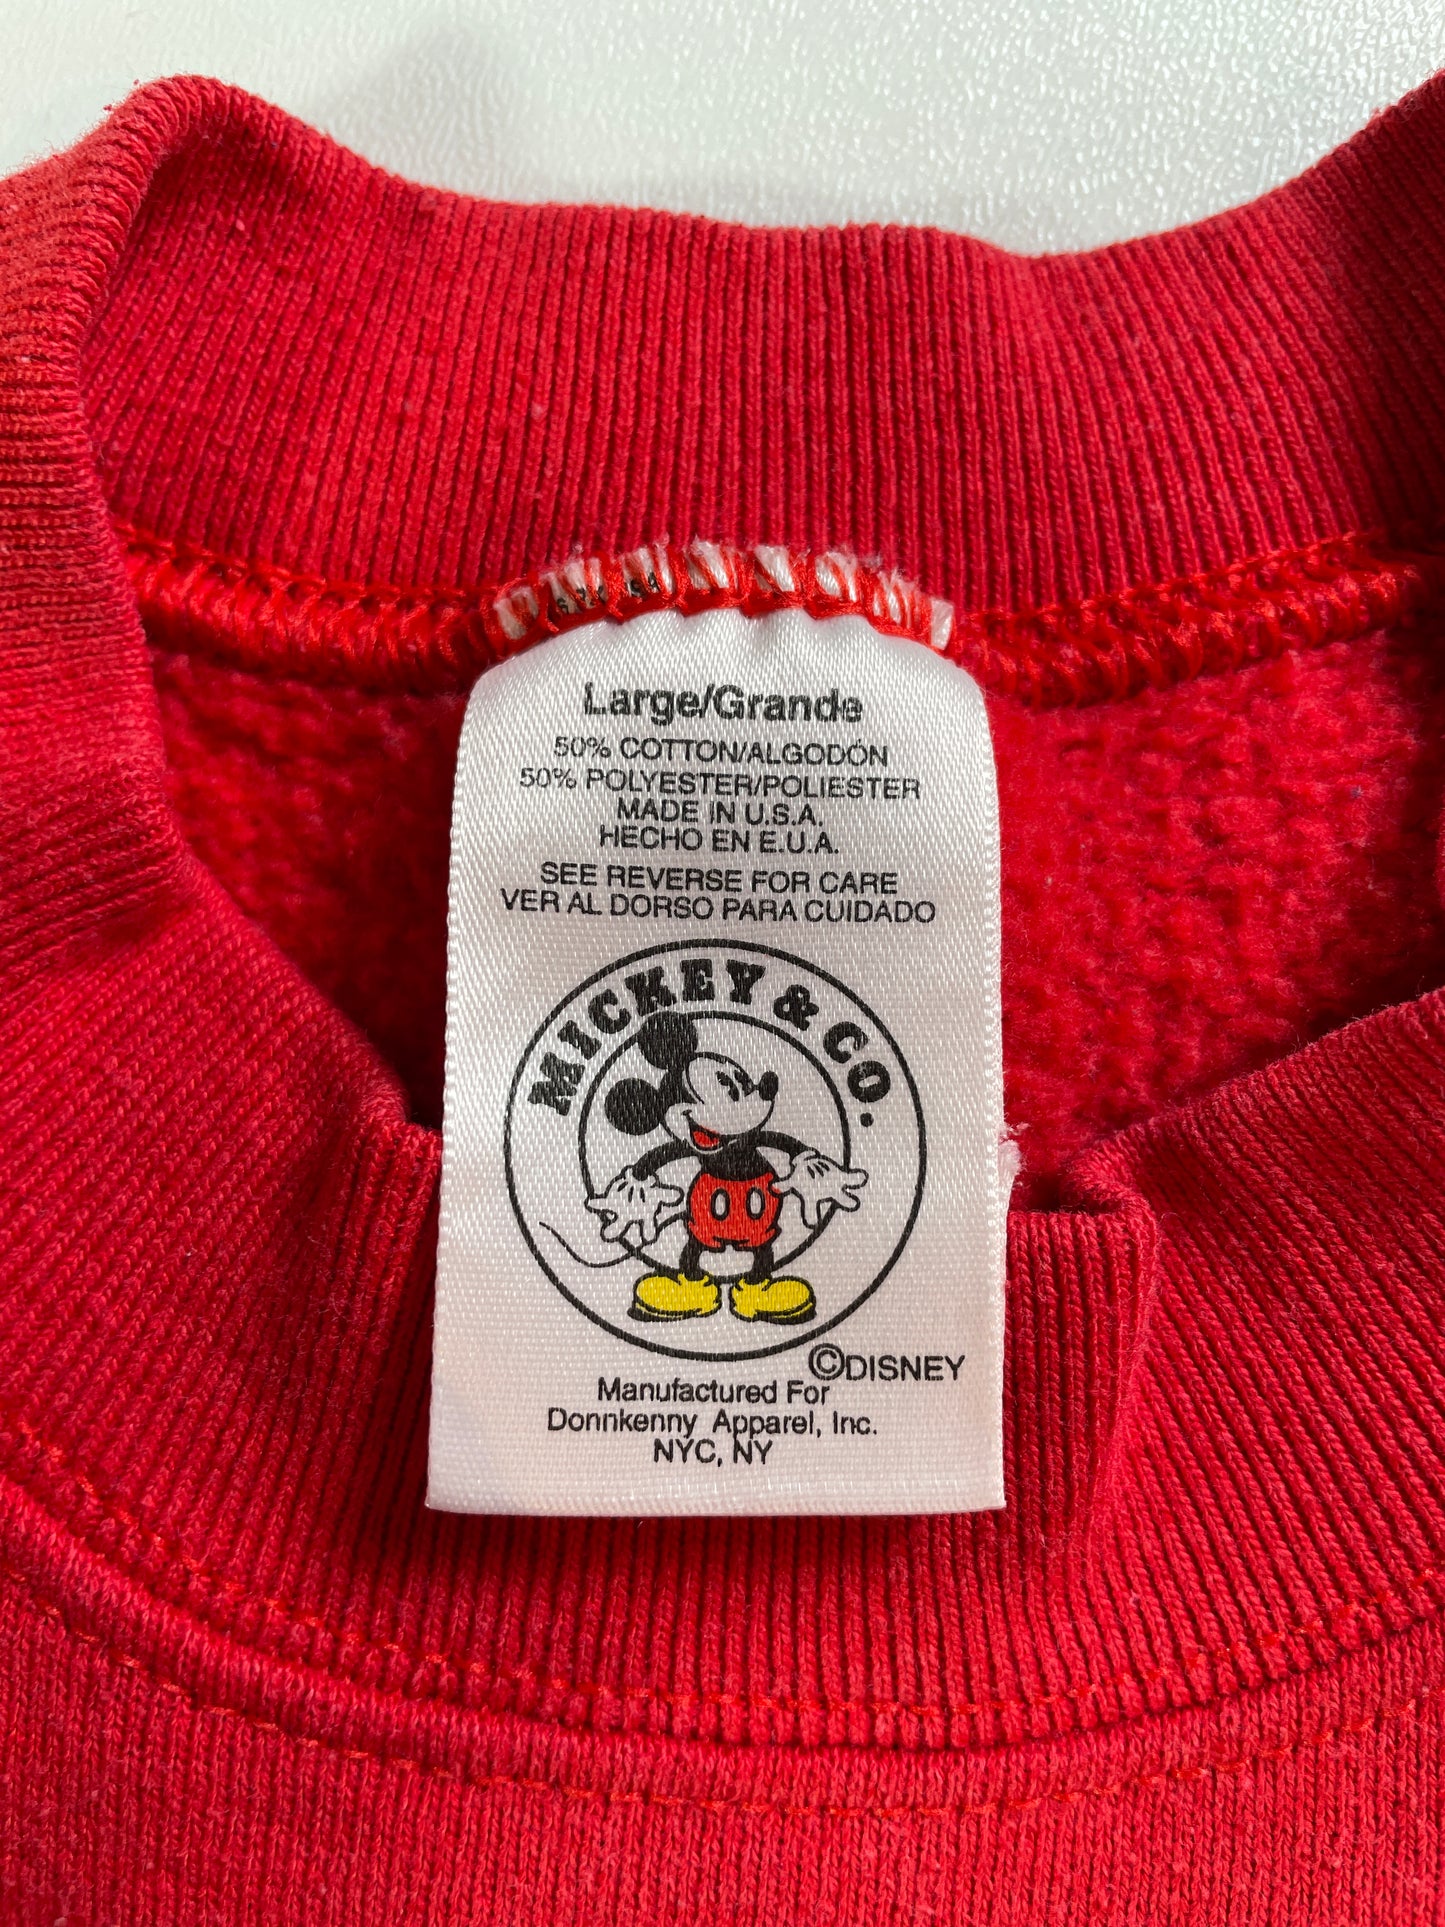 Large/Grande
50% COTTON/ALGODÓN
50% POLYESTER/POLIESTER
MADE IN U.S.A.
HECHO EN E.U.A.
SEE REVERSE FOR CARE
VER AL DORSO PARA CUIDADO
MICKEY & CO.
©DISNEY
Manufactured For
Donnkenny Apparel, Inc.
NYC, NY